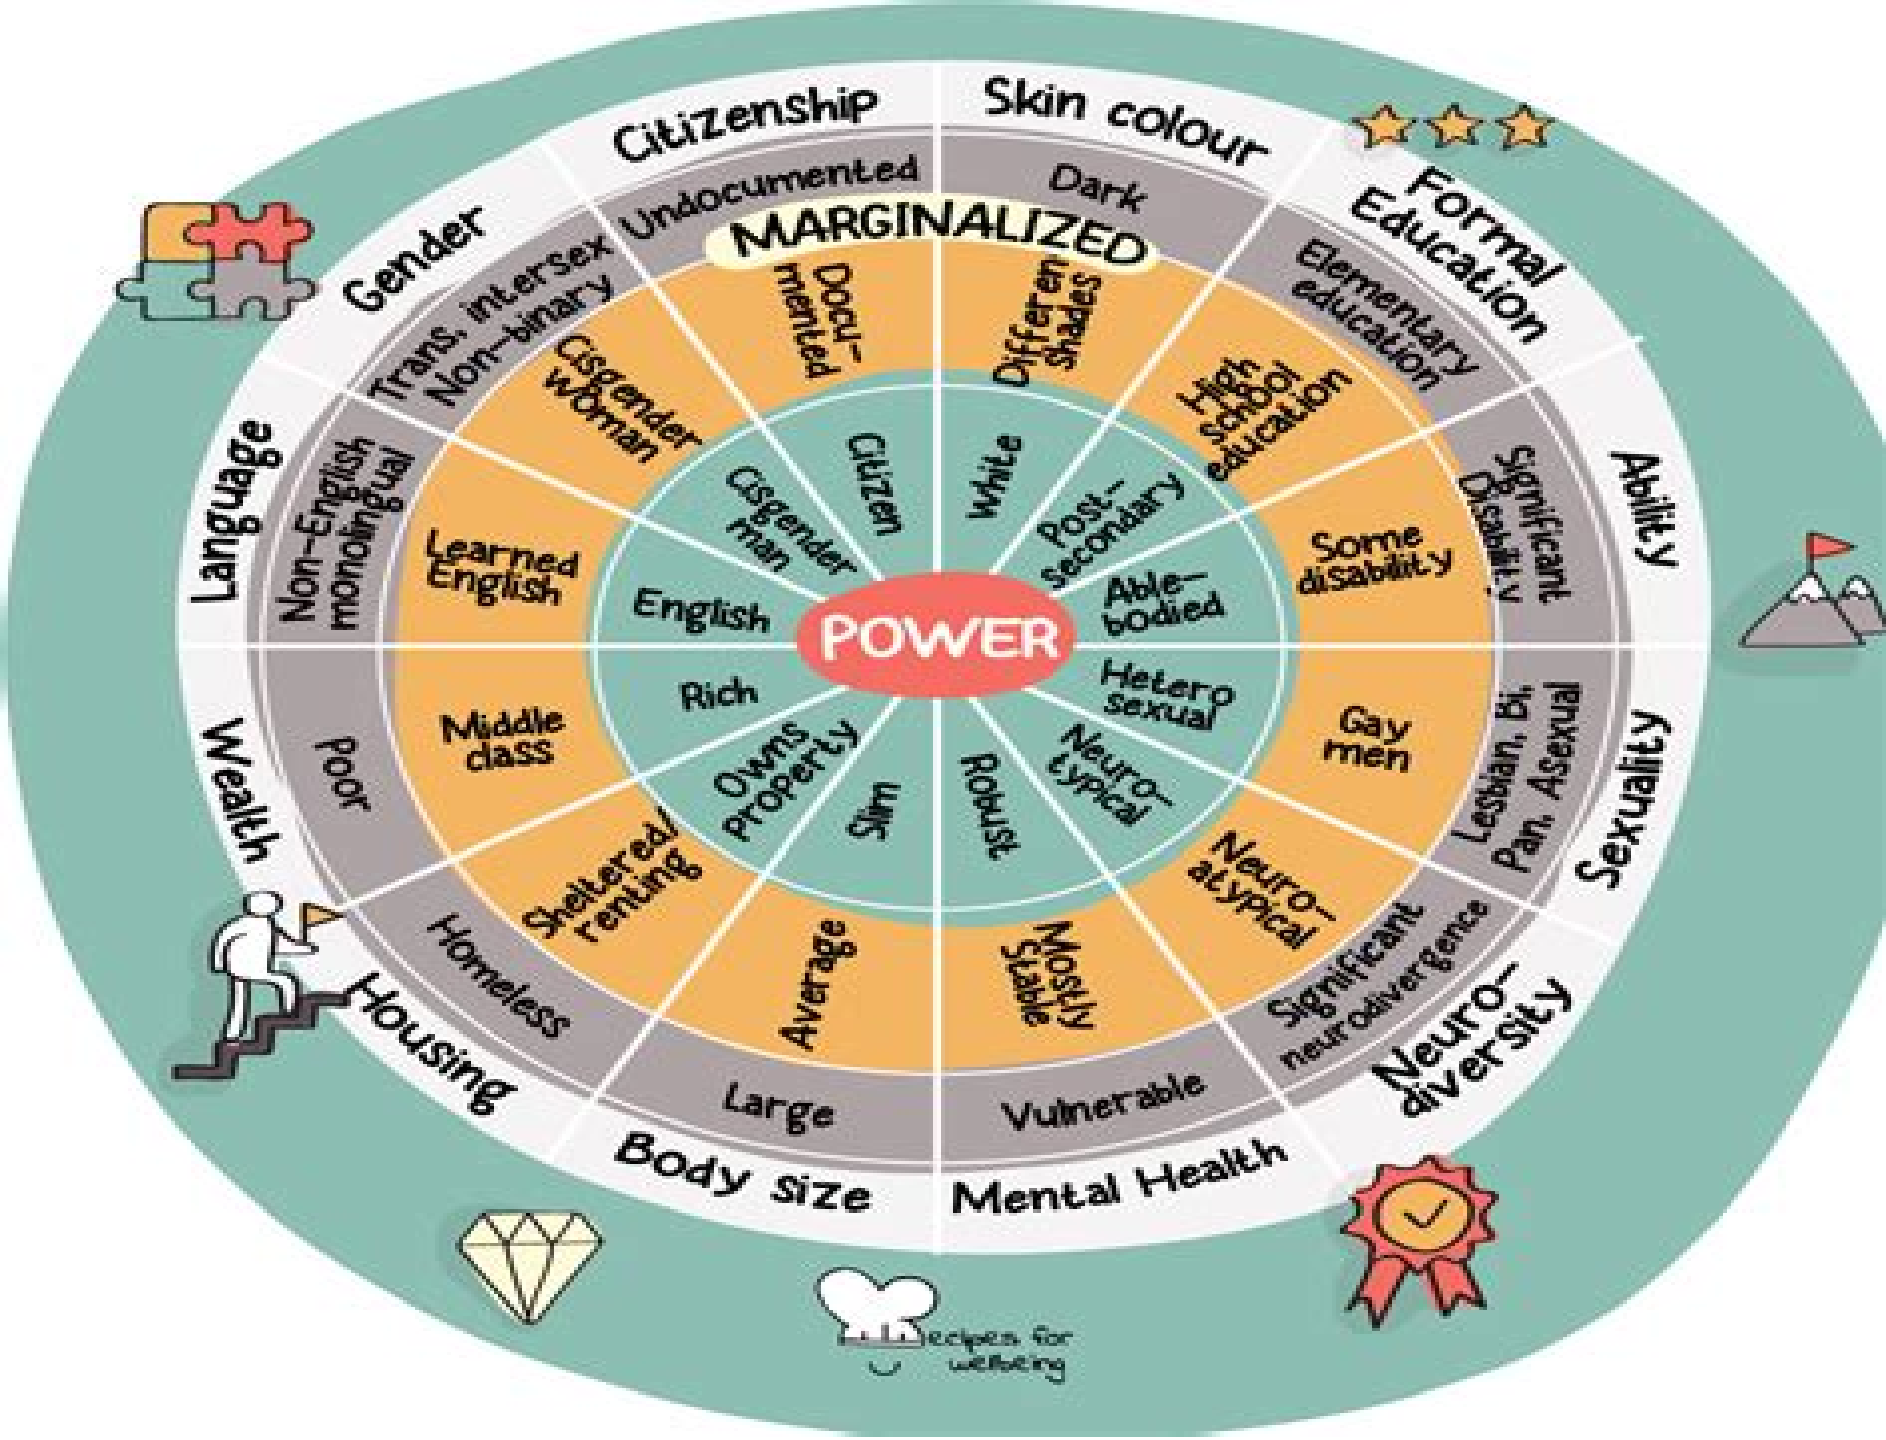 Citizenship
Undocumented
Docu-
mented
Citizen
Skin colour
Dark
Differen
shades
White
Formal
Education
Elementary
education
High
school
education
Post-
secondary
Ability
Significant
Disability
Some
disability
Able-
bodied
Sexuality
Lesbian, Bi,
Pan, Asexual
Gay
men
Hetero
sexual
Neuro-
diversity
Significant
neurodivergence
Neuro-
atypical
Neuro-
typical
Mental Health
Vulnerable
Mostly
Stable
Robust
Body size
Large
Average
Slim
Housing
Homeless
Sheltered/
renting
Owns
Property
Wealth
Poor
Middle
class
Rich
Language
Non-English
monolingual
Learned
English
English
Gender
Trans, intersex
Non-binary
Cisgender
woman
Cisgender
man
MARGINALIZED
POWER
ecipes for
wellbeing